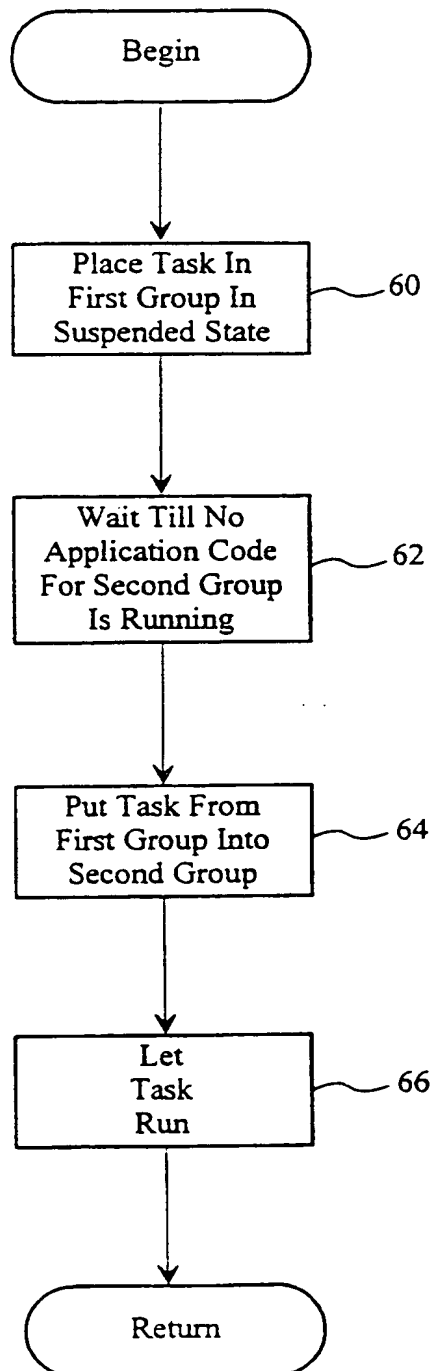 Begin
Place Task In
First Group In
Suspended State
60
Wait Till No
Application Code
For Second Group
Is Running
62
Put Task From
First Group Into
Second Group
64
Let
Task
Run
66
Return